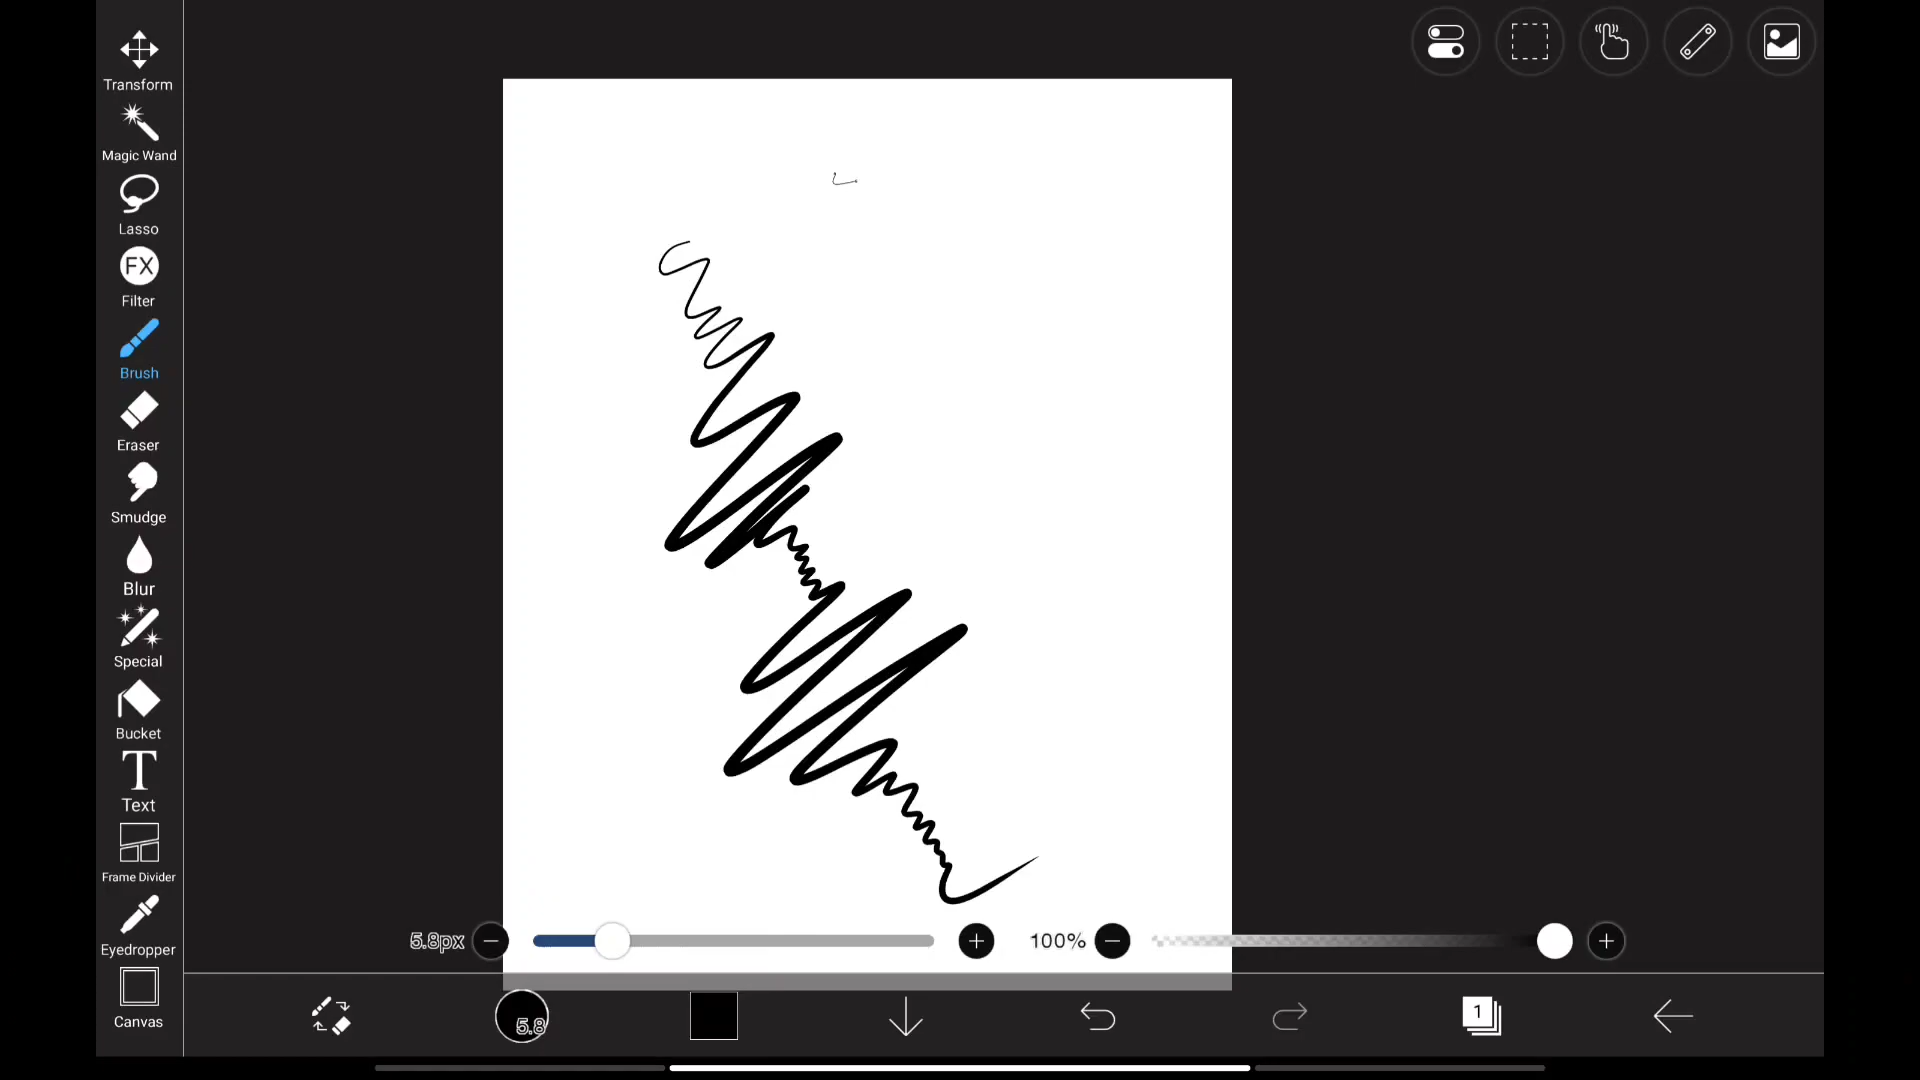 Transform
Magic Wand
Lasso
FX
Filter
Brush
Eraser
Smudge
Blur
Special
Bucket
T
Text
Frame Divider
Eyedropper
Canvas
5.8px
100%
5.8
1